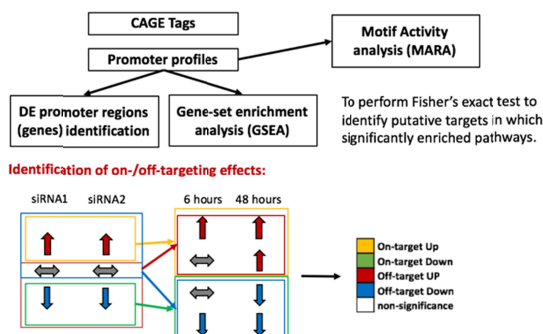 CAGE Tags
Promoter profiles
Motif Activity
analysis (MARA)
DE promoter regions
(genes) identification
Gene-set enrichment
analysis (GSEA)
To perform Fisher's exact test to
identify putative targets in which
significantly enriched pathways.
Identification of on-/off-targeting effects:
siRNA1 siRNA2
6 hours 48 hours
On-target Up
On-target Down
Off-target UP
Off-target Down
non-significance